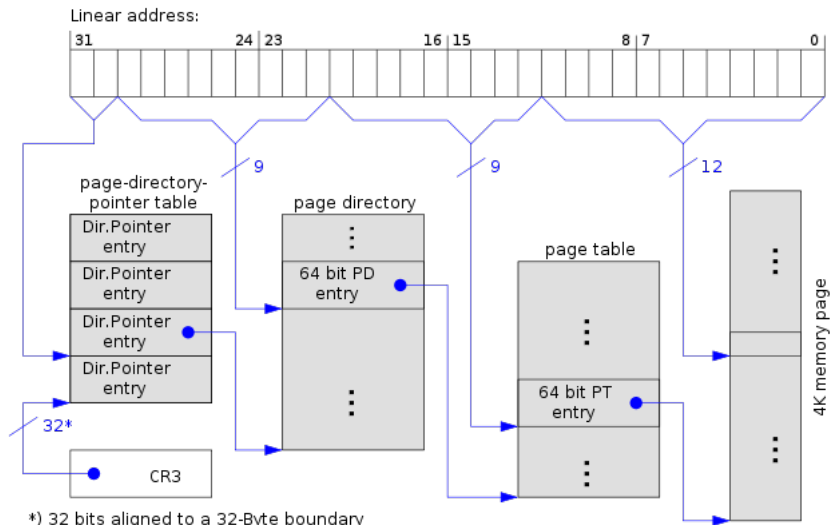 Linear address:
31 24 23 16 15 8 7 0
9 9 12
page-directory-
pointer table
Dir.Pointer
entry
Dir.Pointer
entry
Dir.Pointer
entry
Dir.Pointer
entry
page directory
64 bit PD
entry
page table
64 bit PT
entry
4K memory page
32*
CR3
*) 32 bits aligned to a 32-Byte boundary